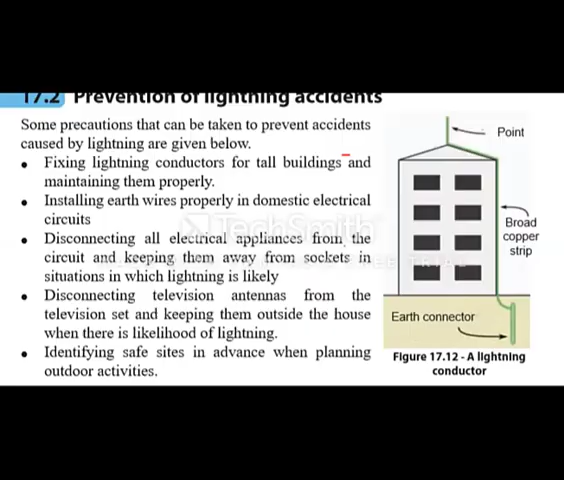 17.2 Prevention of lightning accidents
Some precautions that can be taken to prevent accidents
caused by lightning are given below.
• Fixing lightning conductors for tall buildings and
maintaining them properly.
• Installing earth wires properly in domestic electrical
circuits
• Disconnecting all electrical appliances from the
circuit and keeping them away from sockets in
situations in which lightning is likely
• Disconnecting television antennas from the
television set and keeping them outside the house
when there is likelihood of lightning.
• Identifying safe sites in advance when planning
outdoor activities.
Point
Broad
copper
strip
Earth connector
Figure 17.12 - A lightning
conductor
TechSmith